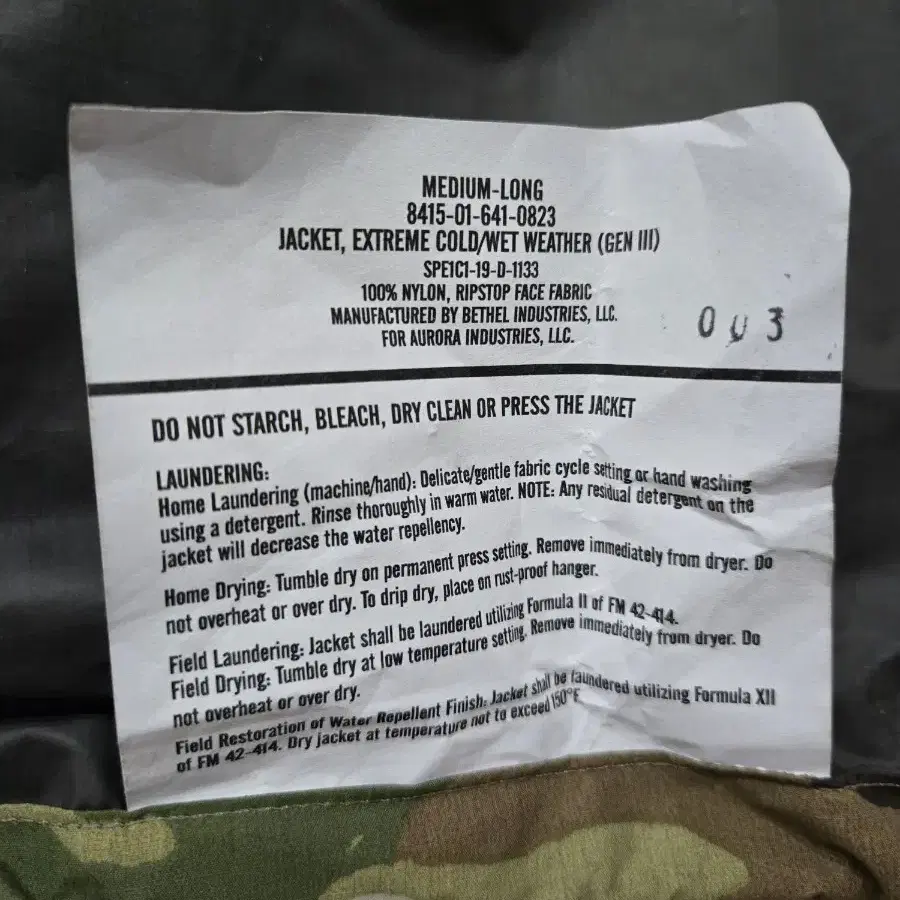 MEDIUM-LONG
8415-01-641-0823
JACKET, EXTREME COLD/WET WEATHER (GEN III)
SPE1C1-19-D-1133
100% NYLON, RIPSTOP FACE FABRIC
MANUFACTURED BY BETHEL INDUSTRIES, LLC.
FOR AURORA INDUSTRIES, LLC.
003
DO NOT STARCH, BLEACH, DRY CLEAN OR PRESS THE JACKET
LAUNDERING:
Home Laundering (machine/hand): Delicate/gentle fabric cycle setting or hand washing
using a detergent. Rinse thoroughly in warm water. NOTE: Any residual detergent on the
jacket will decrease the water repellency.
Home Drying: Tumble dry on permanent press setting. Remove immediately from dryer. Do
not overheat or over dry. To drip dry, place on rust-proof hanger.
Field Laundering: Jacket shall be laundered utilizing Formula II of FM 42-414.
Field Drying: Tumble dry at low temperature setting. Remove immediately from dryer. Do
not overheat or over dry.
Field Restoration of Water Repellent Finish: Jacket shall be laundered utilizing Formula XII
of FM 42-414. Dry jacket at temperature not to exceed 150°F